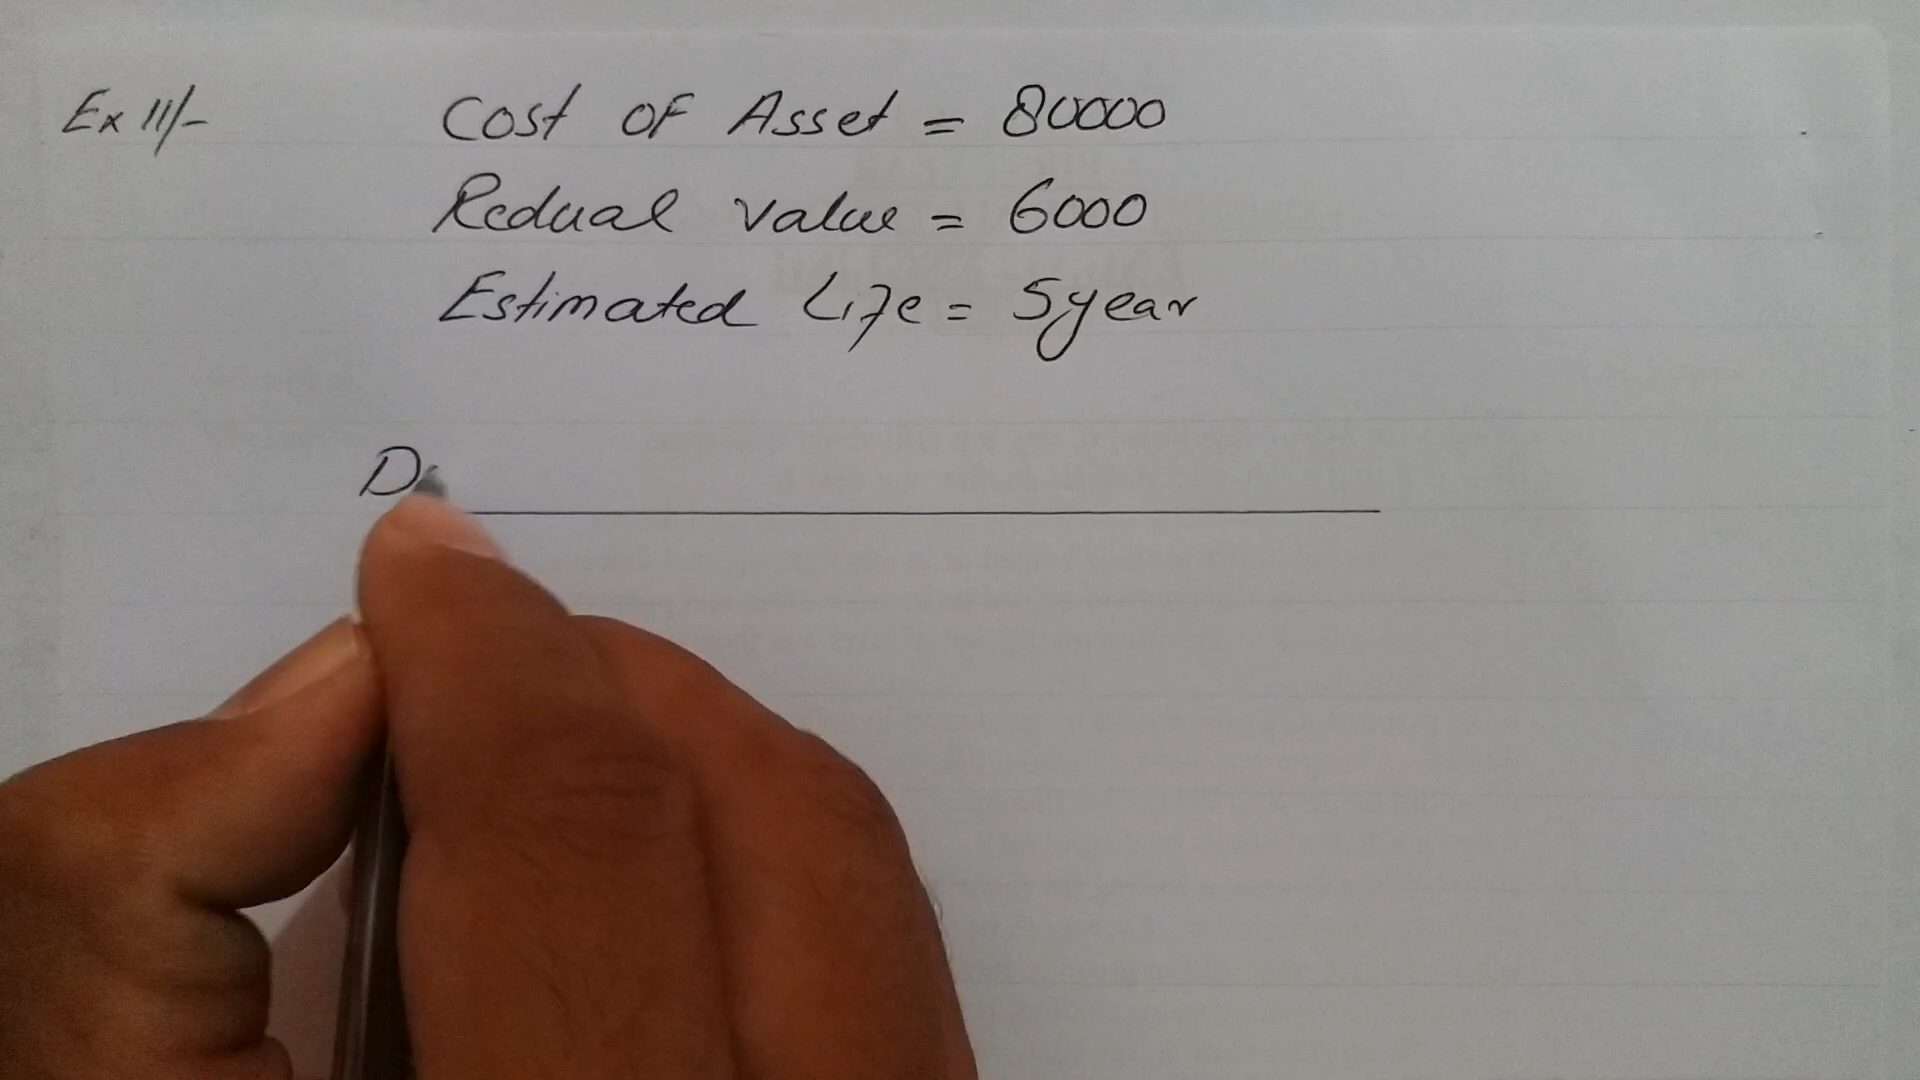 Ex 11/-
Cost of Asset = 80000
Redual value = 6000
Estimated Life = 5year
D